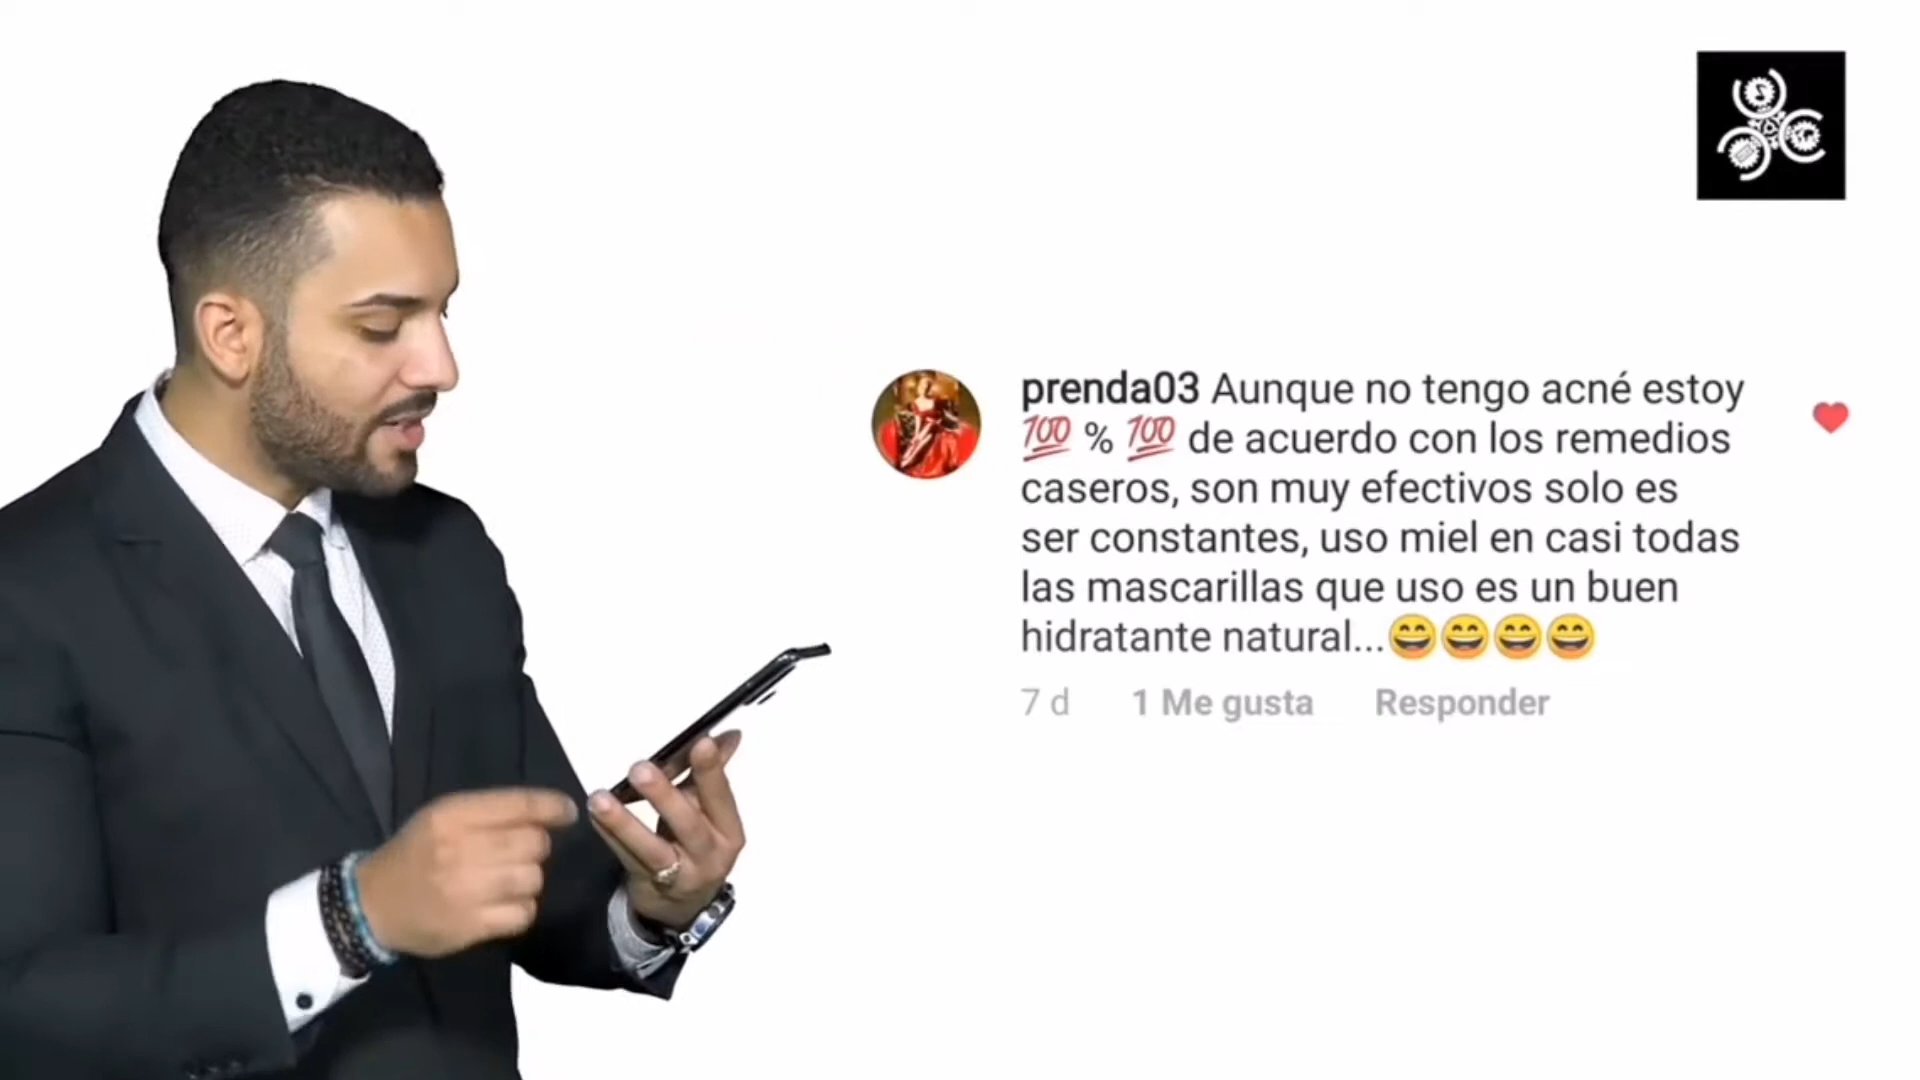 prenda03 Aunque no tengo acné estoy
💯 % 💯 de acuerdo con los remedios
caseros, son muy efectivos solo es
ser constantes, uso miel en casi todas
las mascarillas que uso es un buen
hidratante natural...😄😄😄😄
7 d 1 Me gusta Responder